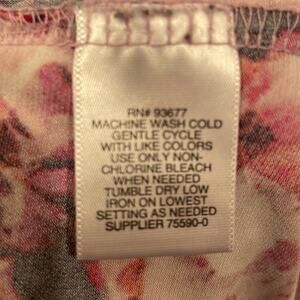 RN# 93677
MACHINE WASH COLD
GENTLE CYCLE
WITH LIKE COLORS
USE ONLY NON-
CHLORINE BLEACH
WHEN NEEDED
TUMBLE DRY LOW
IRON ON LOWEST
SETTING AS NEEDED
SUPPLIER 75590-0